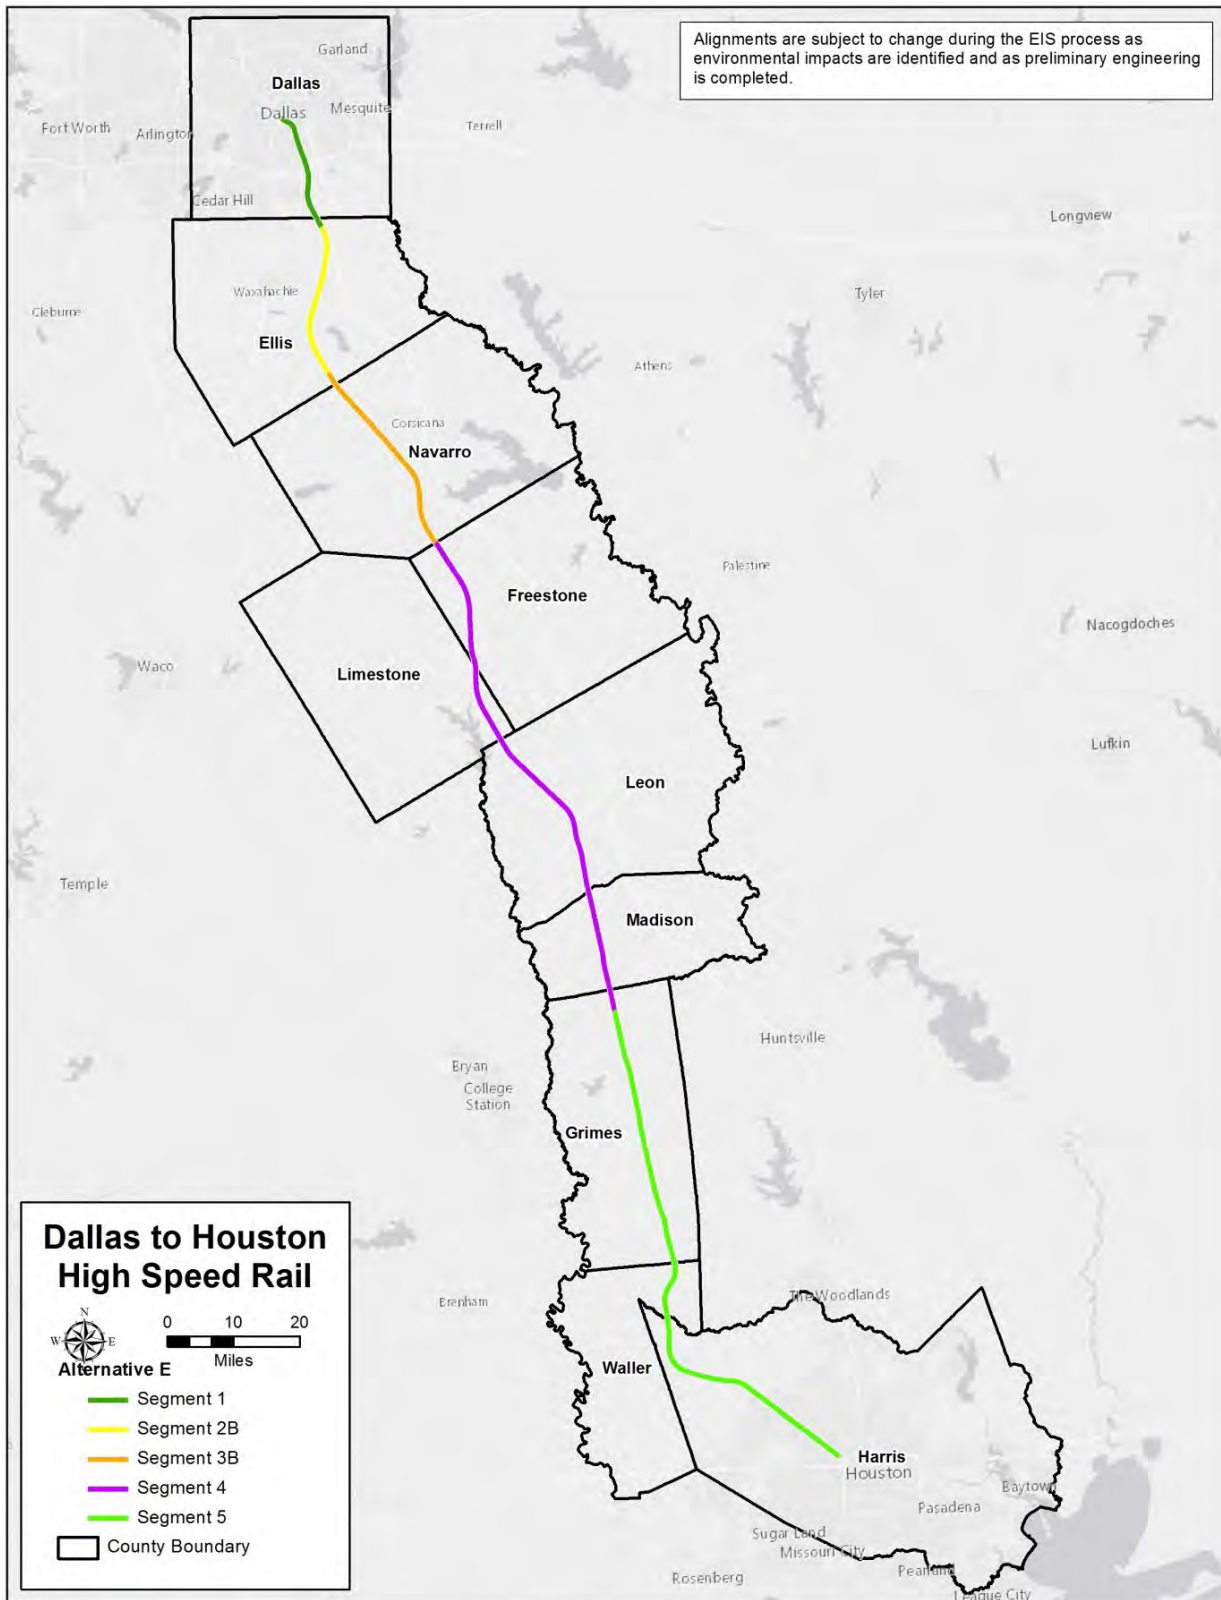 Alignments are subject to change during the EIS process as
environmental impacts are identified and as preliminary engineering
is completed.
Garland
Dallas
Dallas
Mesquite
Fort Worth
Arlington
Terrell
Cedar Hill
Longview
Waxahachie
Tyler
Cleburne
Ellis
Athens
Corsicana
Navarro
Palestine
Freestone
Nacogdoches
Waco
Limestone
Lufkin
Leon
Temple
Madison
Huntsville
Bryan
College
Station
Grimes
Brenham
The Woodlands
Waller
Harris
Houston
Baytown
Pasadena
Sugar Land
Missouri City
Pearland
Rosenberg
League City
Dallas to Houston
High Speed Rail
N
W E
S
0 10 20
Miles
Alternative E
Segment 1
Segment 2B
Segment 3B
Segment 4
Segment 5
County Boundary